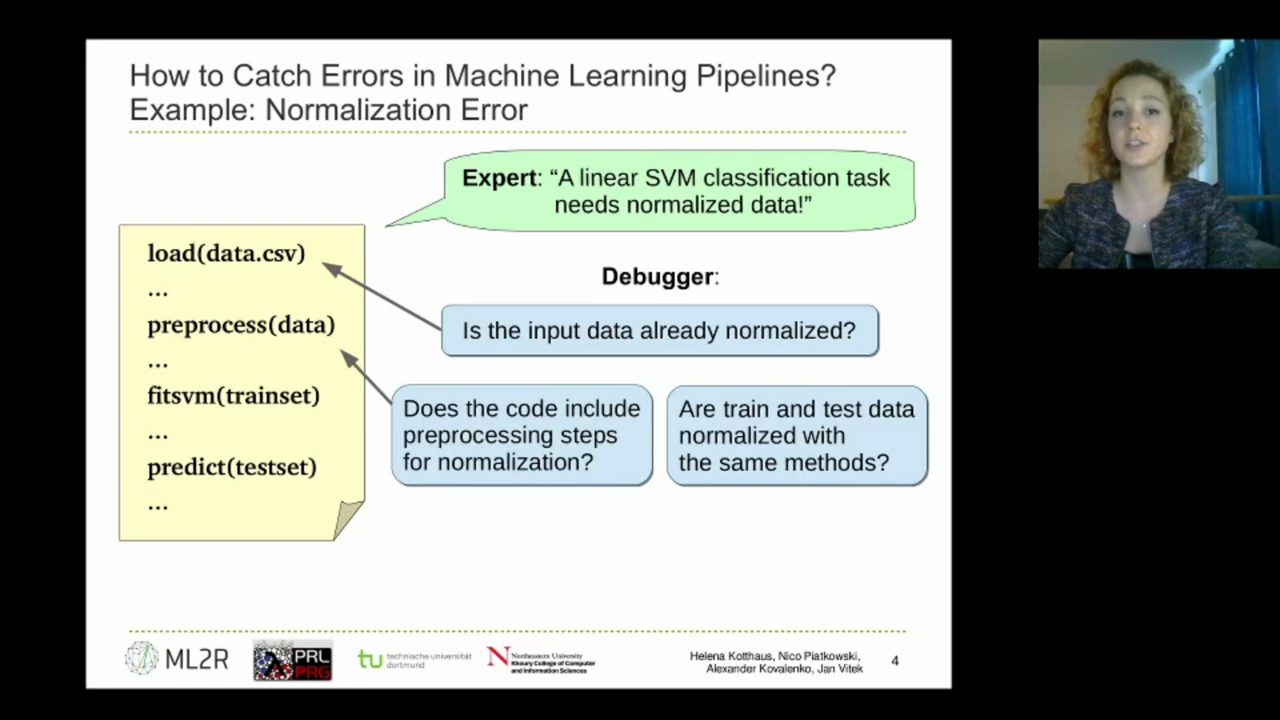 How to Catch Errors in Machine Learning Pipelines?
Example: Normalization Error
Expert: “A linear SVM classification task
needs normalized data!”
load(data.csv)
...
preprocess(data)
...
fitsvm(trainset)
...
predict(testset)
...
Debugger:
Is the input data already normalized?
Does the code include
preprocessing steps
for normalization?
Are train and test data
normalized with
the same methods?
ML2R
PRL
PRG
tu
technische universität
dortmund
N
Northeastern University
Khoury College of Computer
and Information Sciences
Helena Kotthaus, Nico Piatkowski,
Alexander Kovalenko, Jan Vitek
4